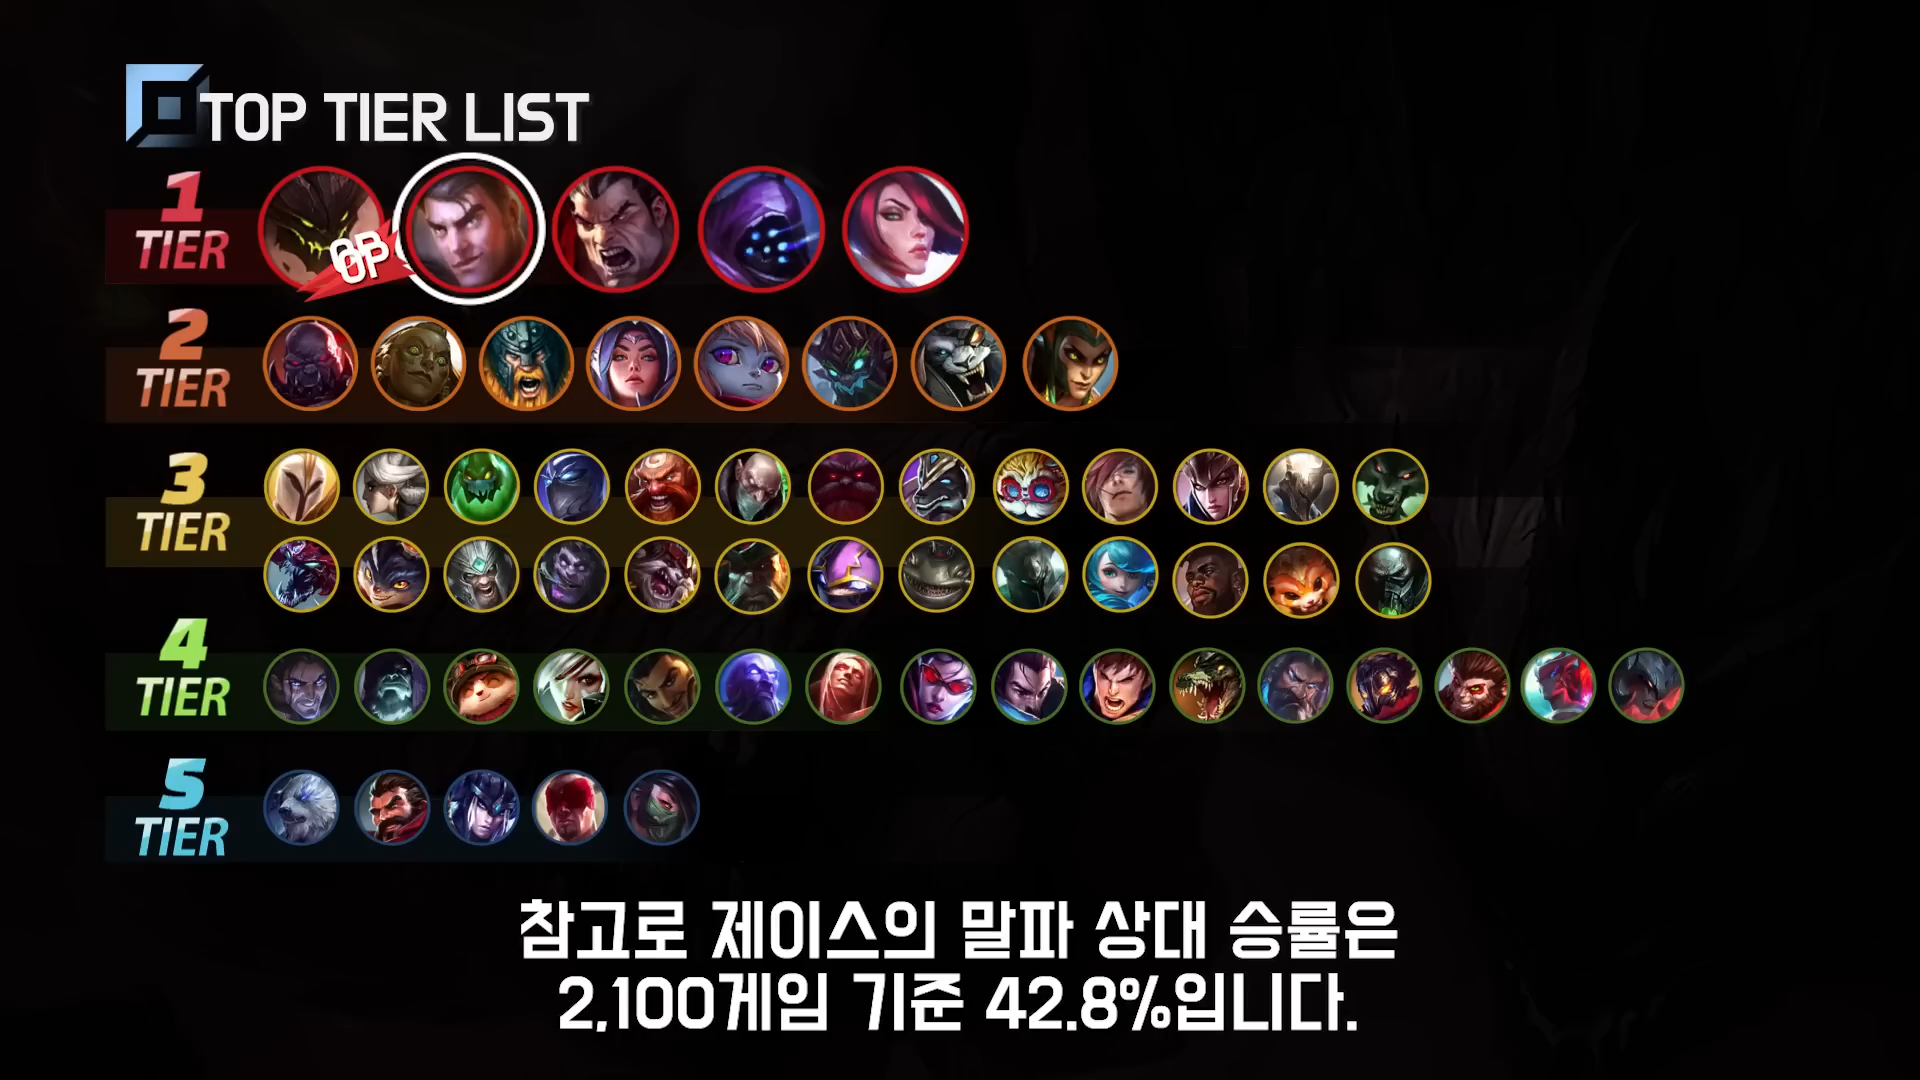 TOP TIER LIST
1
TIER
OP
OP
2
TIER
3
TIER
4
TIER
5
TIER
참고로 제이스의 말파 상대 승률은
2,100게임 기준 42.8%입니다.